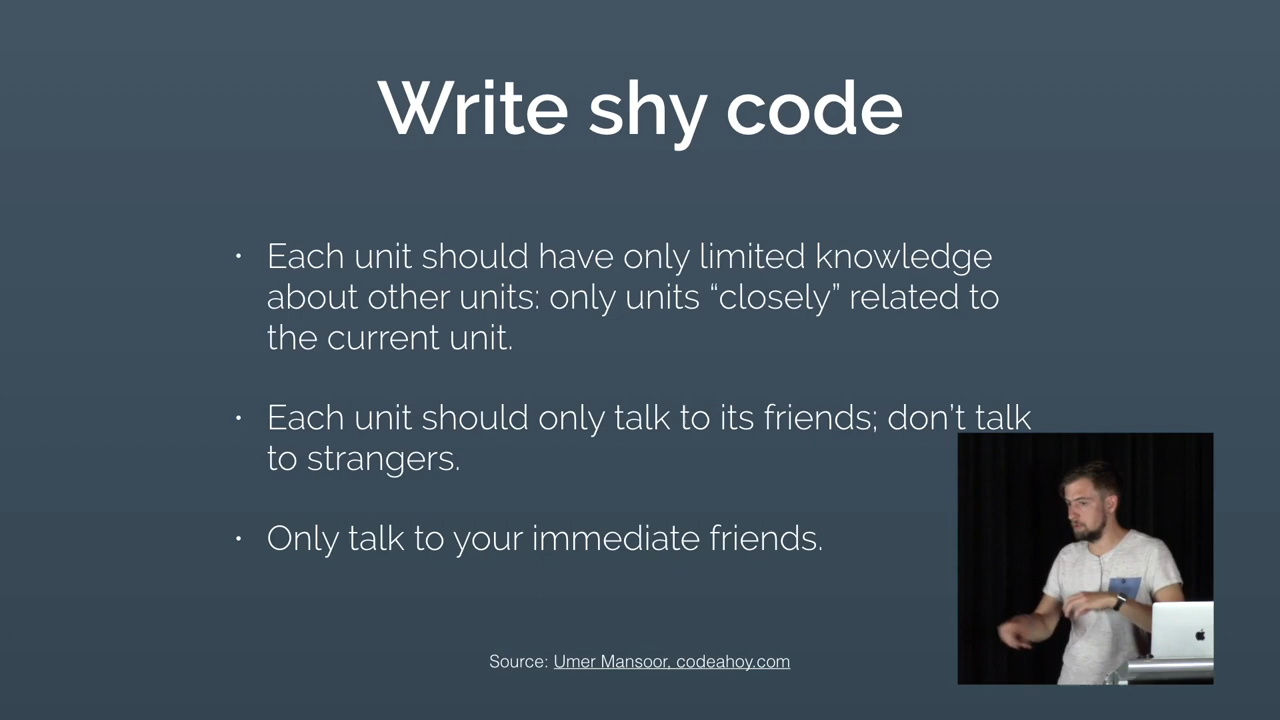 Write shy code
• Each unit should have only limited knowledge
about other units: only units “closely” related to
the current unit.
• Each unit should only talk to its friends; don’t talk
to strangers.
• Only talk to your immediate friends.
Source: Umer Mansoor, codeahoy.com